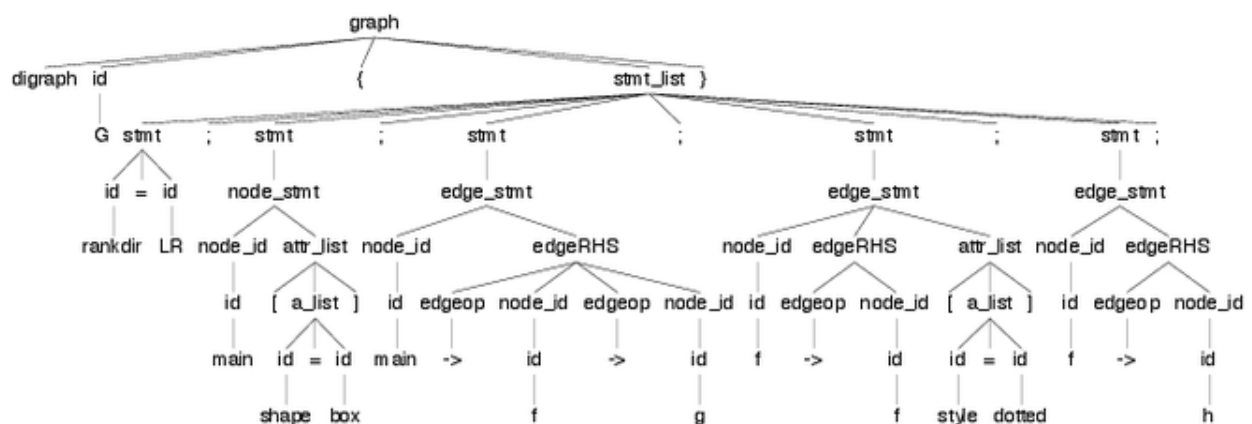 graph
digraph id { stmt_list }
G stmt ; stmt ; stmt ; stmt ; stmt ;
id = id node_stmt edge_stmt edge_stmt edge_stmt
rankdir LR node_id attr_list node_id edgeRHS node_id edgeRHS attr_list node_id edgeRHS
id [ a_list ] id edgeop node_id edgeop node_id id edgeop node_id [ a_list ] id edgeop node_id
main id = id main -> id -> id f -> id id = id f -> id
shape box f g f style dotted h